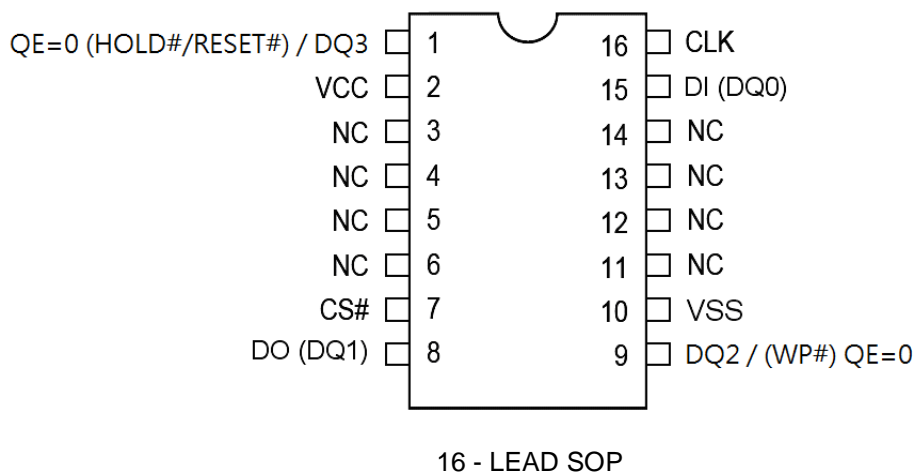 QE=0 (HOLD#/RESET#) / DQ3 1 16 CLK
VCC 2 15 DI (DQ0)
NC 3 14 NC
NC 4 13 NC
NC 5 12 NC
NC 6 11 NC
CS# 7 10 VSS
DO (DQ1) 8 9 DQ2 / (WP#) QE=0
16 - LEAD SOP